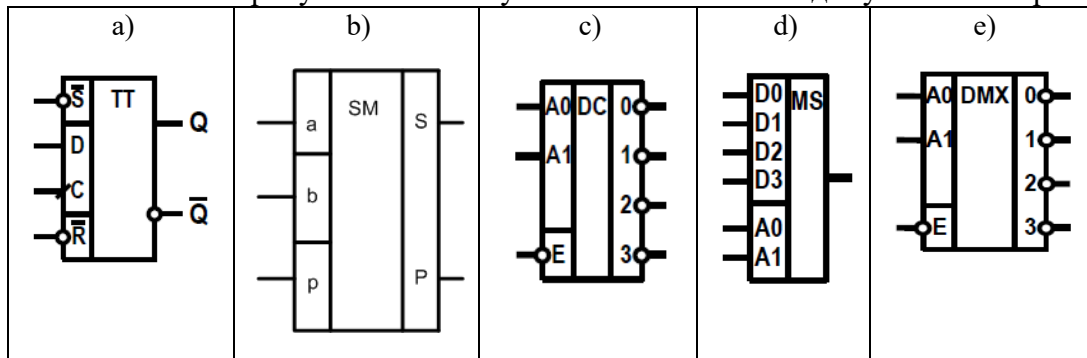 a)
S̅ TT
D Q
C
R̅ Q̅
b)
SM
a S
b
p P
c)
A0 DC 0
A1 1
2
E 3
d)
D0 MS
D1
D2
D3
A0
A1
e)
A0 DMX 0
A1 1
2
E 3